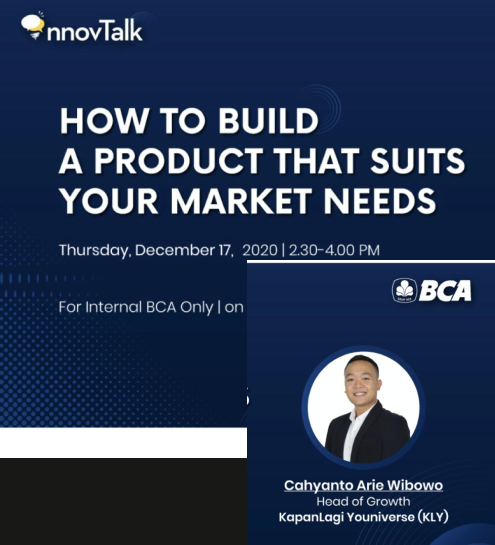 nnovTalk
HOW TO BUILD
A PRODUCT THAT SUITS
YOUR MARKET NEEDS
Thursday, December 17, 2020 | 2.30-4.00 PM
For Internal BCA Only | on
BCA
Cahyanto Arie Wibowo
Head of Growth
KapanLagi Youniverse (KLY)